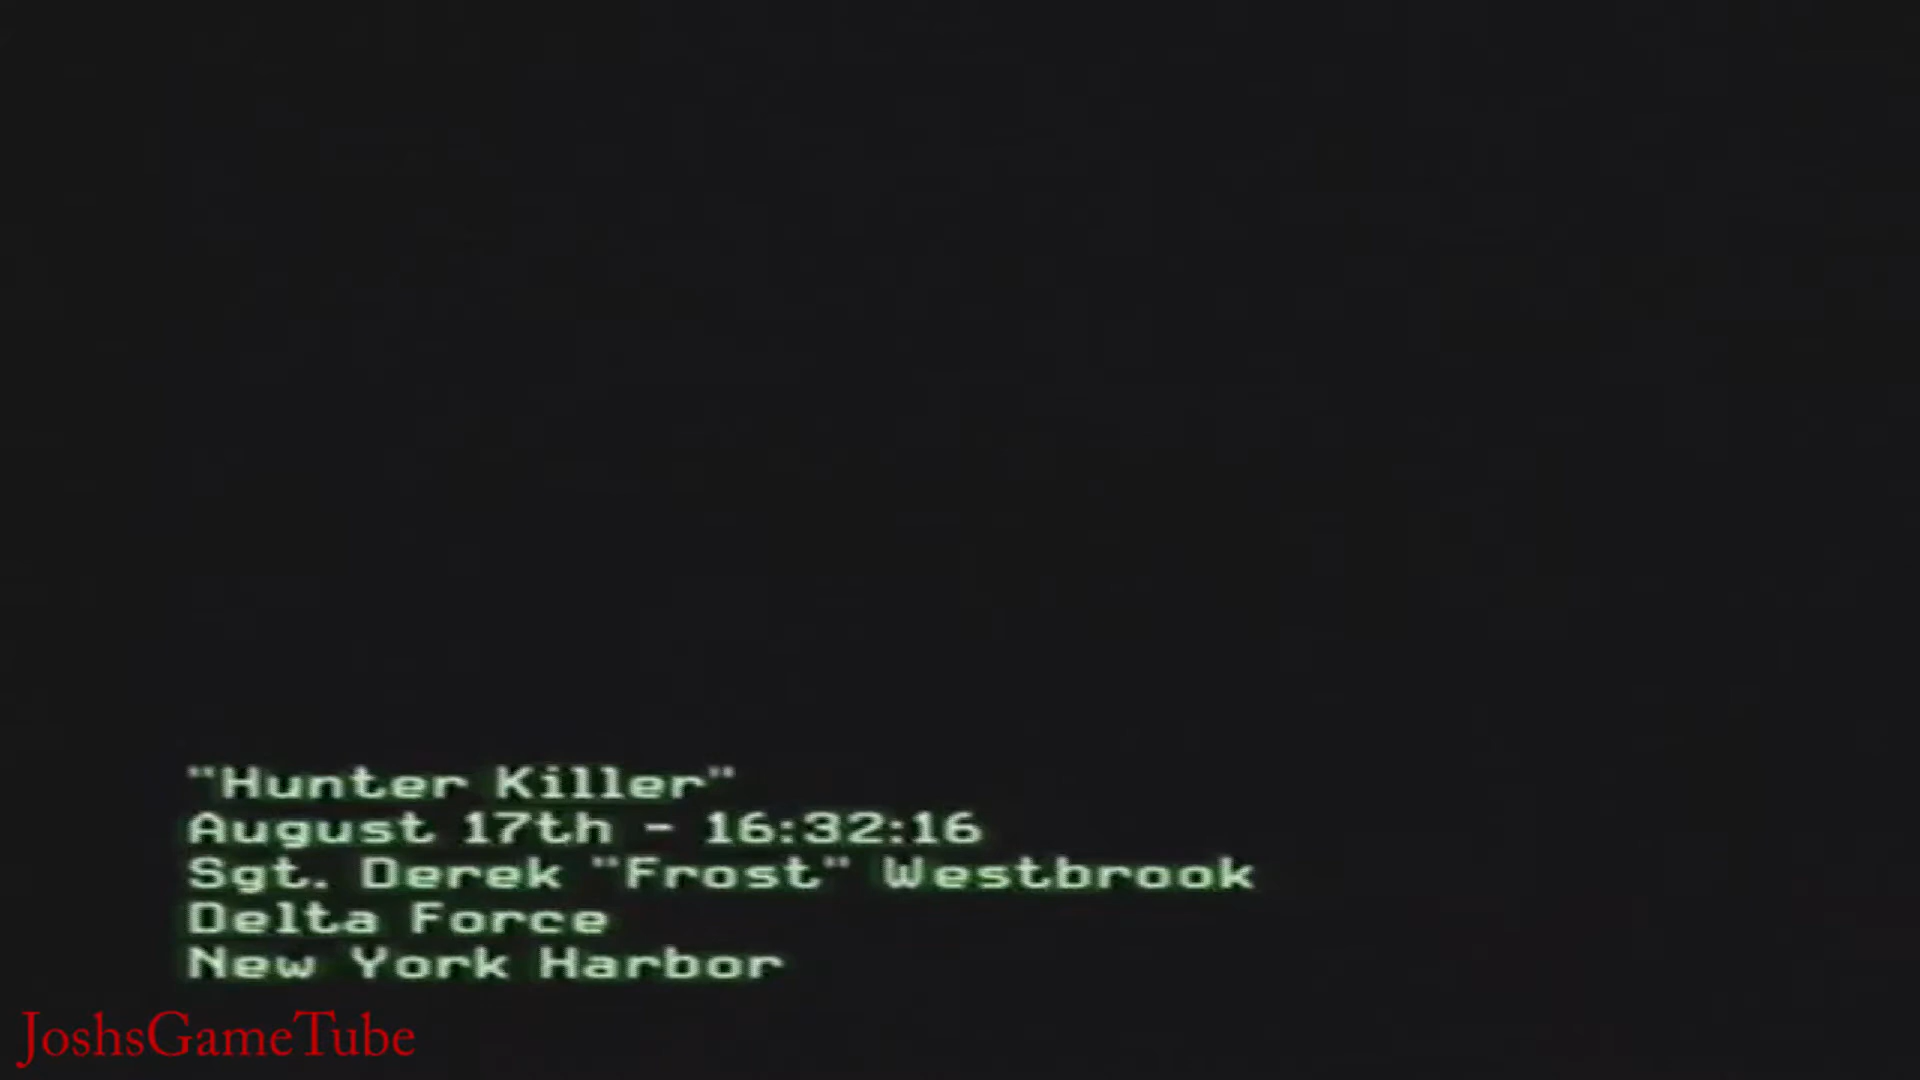 "Hunter Killer"
August 17th - 16:32:16
Sgt. Derek "Frost" Westbrook
Delta Force
New York Harbor
JoshsGameTube